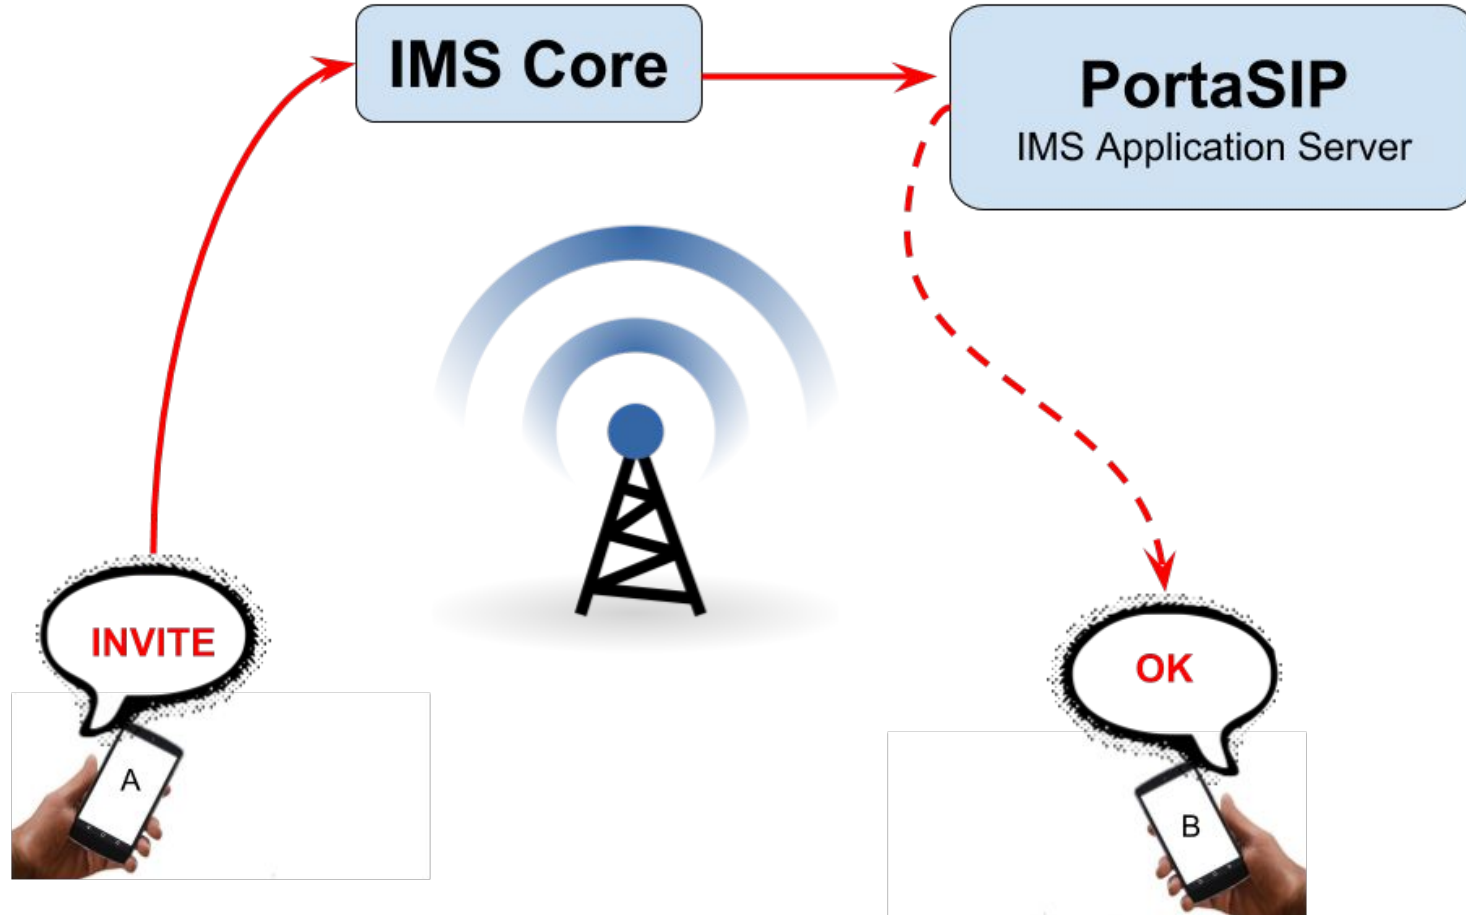 IMS Core
PortaSIP
IMS Application Server
INVITE
OK
A
B